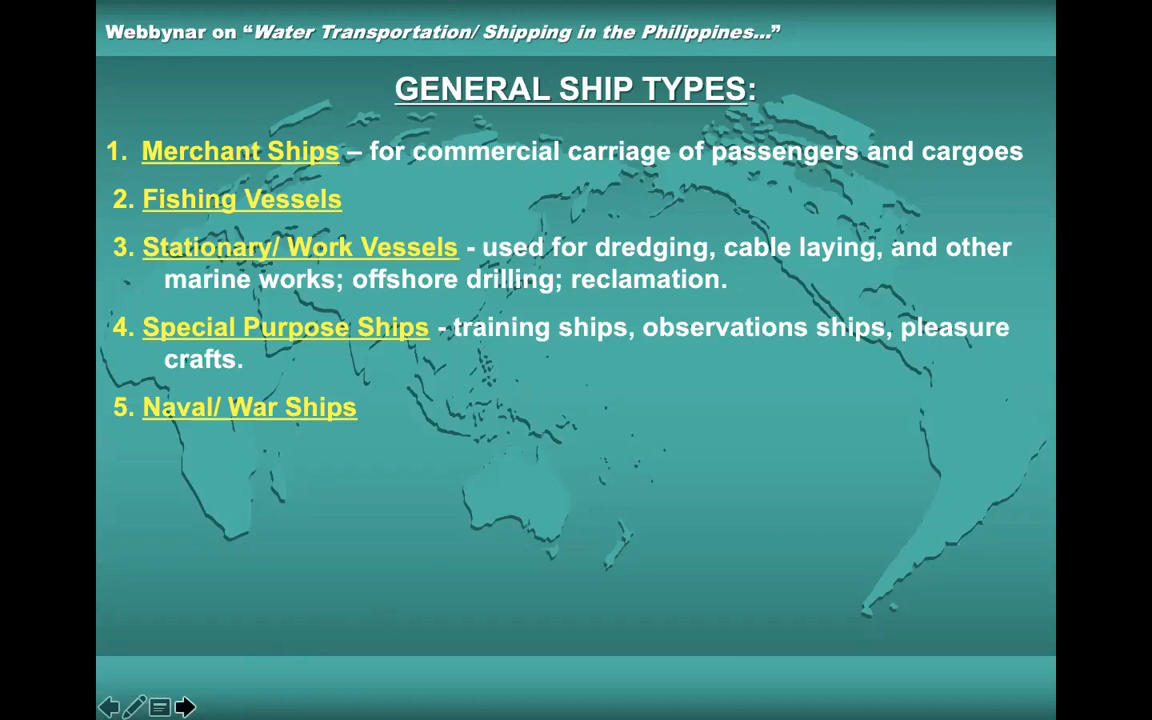 Webbynar on “Water Transportation/ Shipping in the Philippines...”
GENERAL SHIP TYPES:
1. Merchant Ships – for commercial carriage of passengers and cargoes
2. Fishing Vessels
3. Stationary/ Work Vessels - used for dredging, cable laying, and other
marine works; offshore drilling; reclamation.
4. Special Purpose Ships - training ships, observations ships, pleasure
crafts.
5. Naval/ War Ships